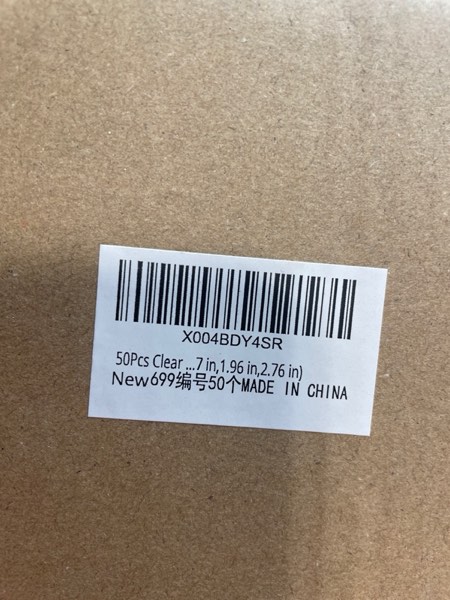 X004BDY4SR
50Pcs Clear ...7 in,1.96 in,2.76 in)
New699编号50个MADE IN CHINA